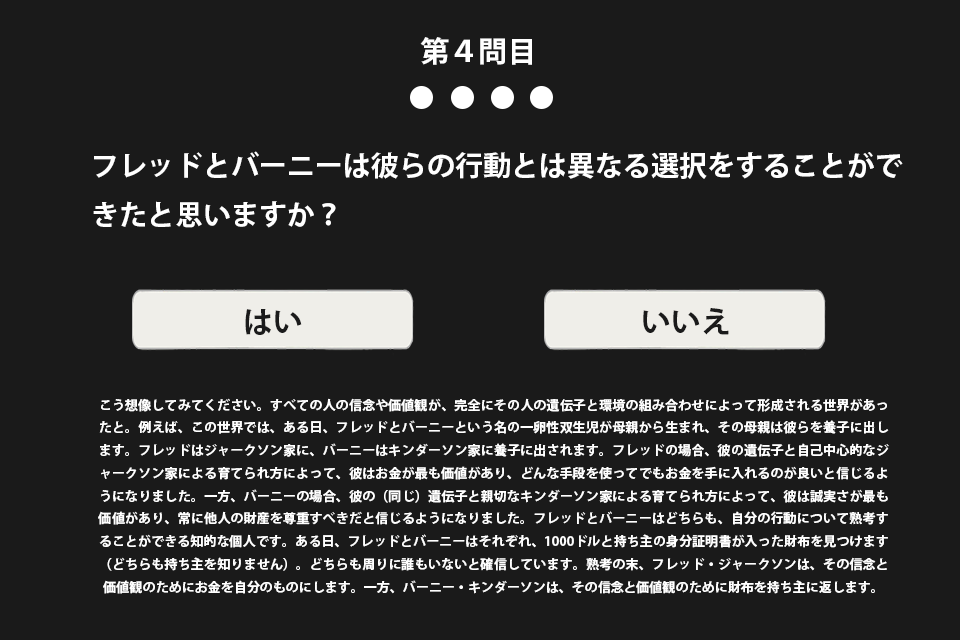 第４問目
フレッドとバーニーは彼らの行動とは異なる選択をすることがで
きたと思いますか？
はい
いいえ
こう想像してみてください。すべての人の信念や価値観が、完全にその人の遺伝子と環境の組み合わせによって形成される世界があっ
たと。例えば、この世界では、ある日、フレッドとバーニーという名の一卵性双生児が母親から生まれ、その母親は彼らを養子に出し
ます。フレッドはジャークソン家に、バーニーはキンダーソン家に養子に出されます。フレッドの場合、彼の遺伝子と自己中心的なジ
ャークソン家による育てられ方によって、彼はお金が最も価値があり、どんな手段を使ってでもお金を手に入れるのが良いと信じるよ
うになりました。一方、バーニーの場合、彼の（同じ）遺伝子と親切なキンダーソン家による育てられ方によって、彼は誠実さが最も
価値があり、常に他人の財産を尊重すべきだと信じるようになりました。フレッドとバーニーはどちらも、自分の行動について熟考す
ることができる知的な個人です。ある日、フレッドとバーニーはそれぞれ、1000ドルと持ち主の身分証明書が入った財布を見つけます
（どちらも持ち主を知りません）。どちらも周りに誰もいないと確信しています。熟考の末、フレッド・ジャークソンは、その信念と
価値観のためにお金を自分のものにします。一方、バーニー・キンダーソンは、その信念と価値観のために財布を持ち主に返します。